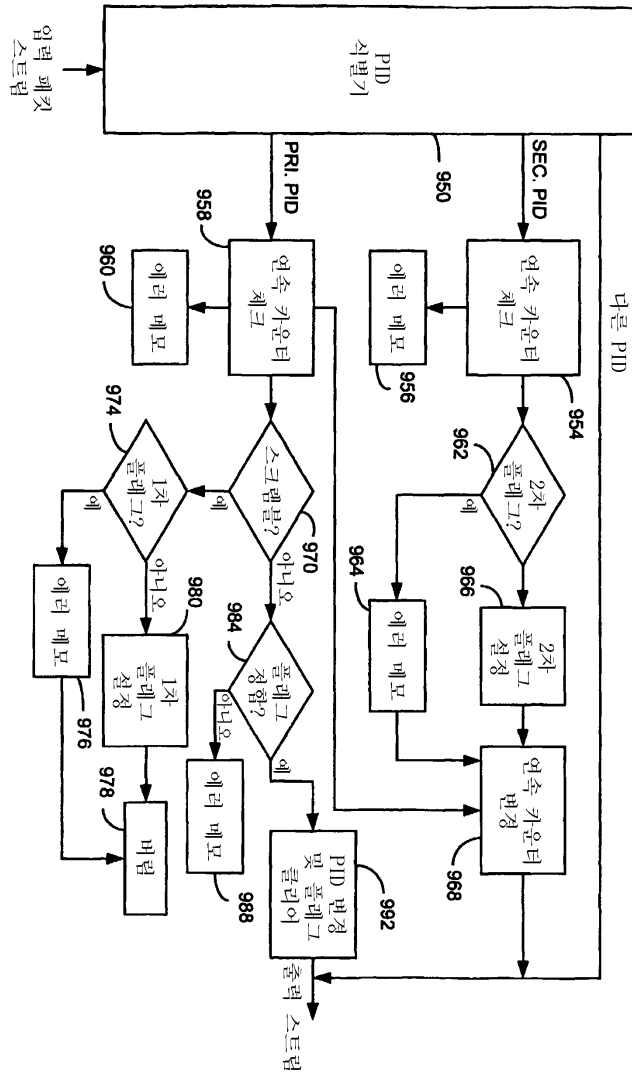 입력 패킷
스트림
PID
식별기
950
SEC. PID
PRI. PID
다른 PID
연속 카운터
체크
954
에러 메모
956
2차
플래그?
962
예
에러 메모
964
2차
플래그
설정
966
연속 카운터
변경
968
연속 카운터
체크
958
에러 메모
960
스크램블?
970
예
아니오
1차
플래그?
974
예
아니오
에러 메모
976
1차
플래그
설정
980
버림
978
플래그
정함?
984
아니오
예
에러 메모
988
PID 변경
및 플래그
클리어
992
출력 스트림